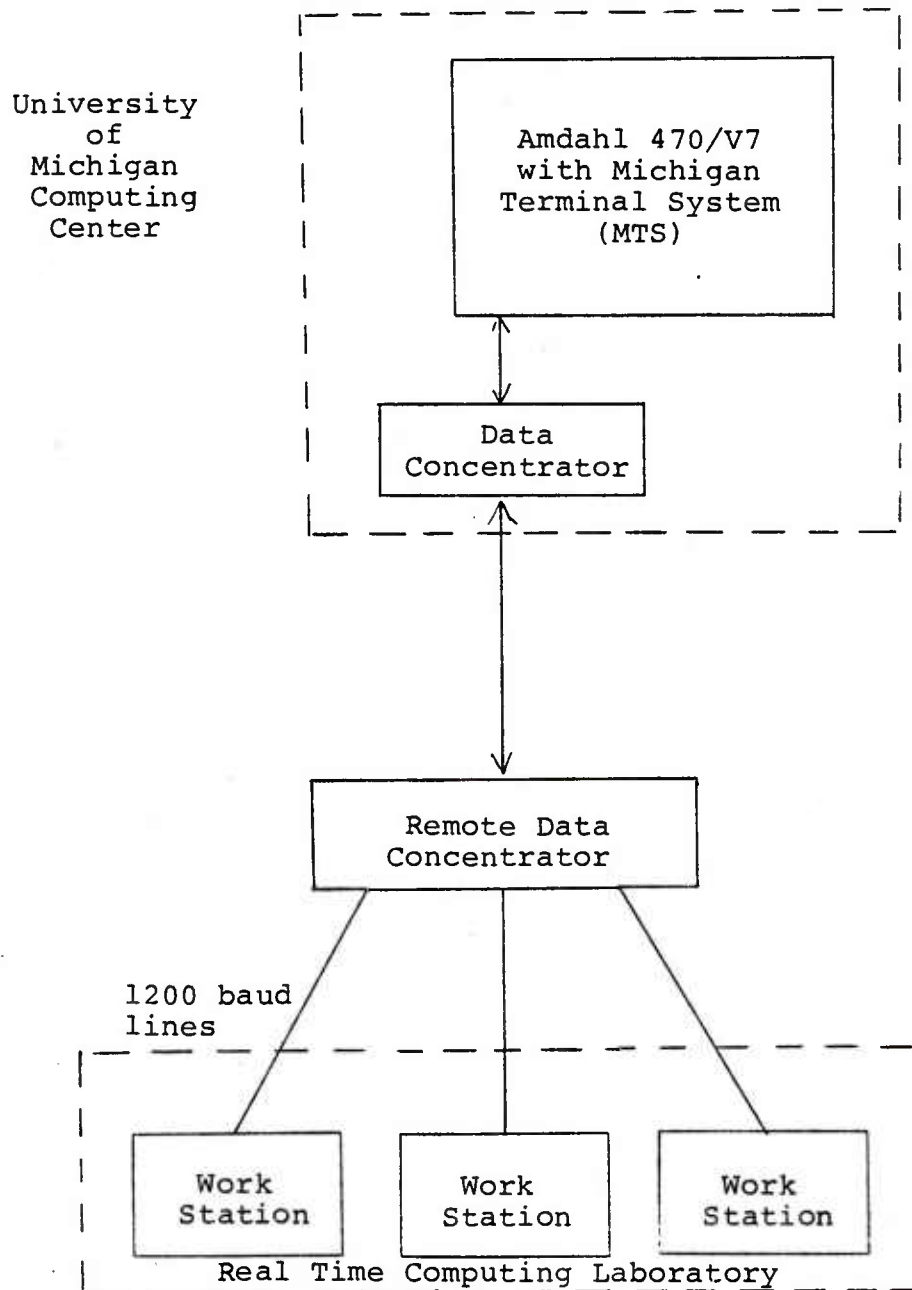 University
of
Michigan
Computing
Center
Amdahl 470/V7
with Michigan
Terminal System
(MTS)
Data
Concentrator
Remote Data
Concentrator
1200 baud
lines
Work
Station
Work
Station
Work
Station
Real Time Computing Laboratory